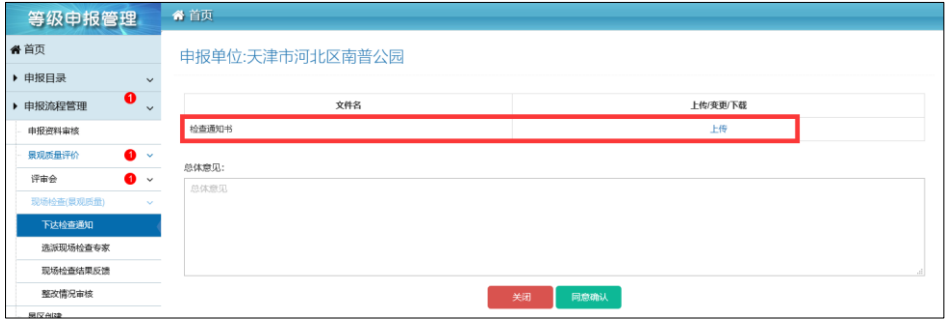 等级申报管理
首页
首页
申报目录
申报流程管理
1
申报资料审核
景观质量评价
1
评审会
1
现场检查(景观质量)
下达检查通知
选派现场检查专家
现场检查结果反馈
整改情况审核
景区创建
申报单位:天津市河北区南普公园
文件名
上传/变更/下载
检查通知书
上传
总体意见:
总体意见
关闭
同意确认